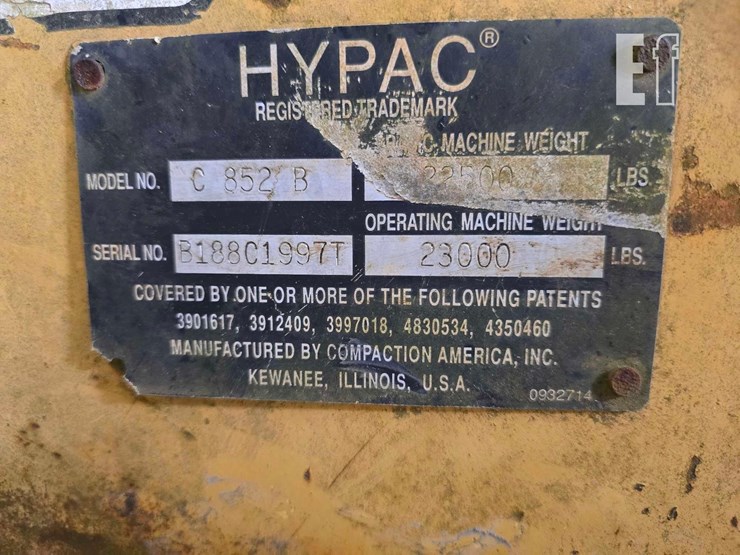 HYPAC®
REGISTERED TRADEMARK
MACHINE WEIGHT
MODEL NO. C 852 B 22500 LBS.
OPERATING MACHINE WEIGHT
SERIAL NO. B188C1997T 23000 LBS.
COVERED BY ONE OR MORE OF THE FOLLOWING PATENTS
3901617, 3912409, 3997018, 4830534, 4350460
MANUFACTURED BY COMPACTION AMERICA, INC.
KEWANEE, ILLINOIS, U.S.A.
0932714
Ef